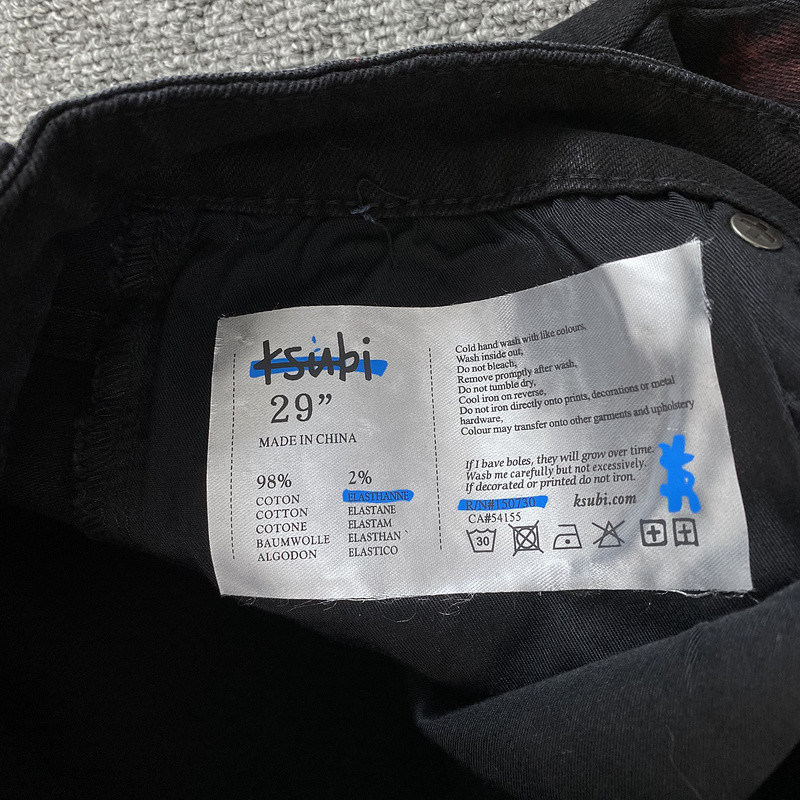 ksubi
29”
MADE IN CHINA
98%
COTON
COTTON
COTONE
BAUMWOLLE
ALGODON
2%
ELASTHANNE
ELASTANE
ELASTAM
ELASTHAN`
ELASTICO
Cold hand wash with like colours,
Wash inside out,
Do not bleach,
Remove promptly after wash,
Do not tumble dry,
Cool iron on reverse,
Do not iron directly onto prints, decorations or metal
hardware,
Colour may transfer onto other garments and upholstery
If I have boles, they will grow over time.
Wasb me carefully but not excessively.
If decorated or printed do not iron.
R/N#150730 ksubi.com
CA#54155
30